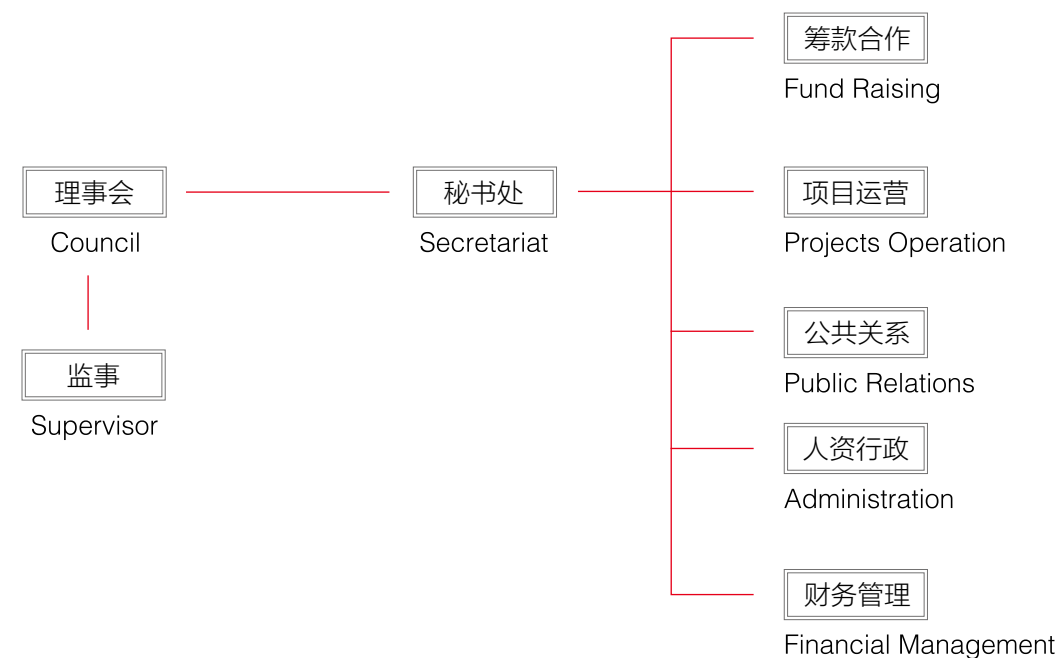 筹款合作
Fund Raising
理事会
Council
秘书处
Secretariat
项目运营
Projects Operation
监事
Supervisor
公共关系
Public Relations
人资行政
Administration
财务管理
Financial Management